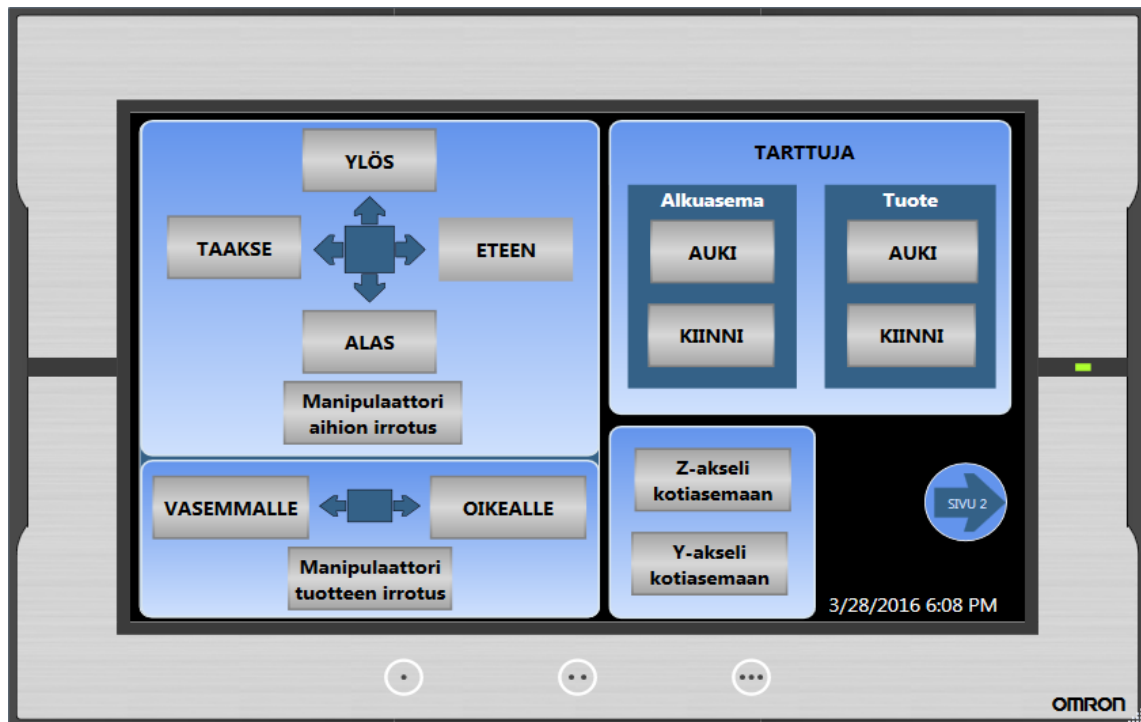 YLÖS
TAAKSE
ETEEN
ALAS
Manipulaattori
aihion irrotus
VASEMMALLE
OIKEALLE
Manipulaattori
tuotteen irrotus
TARTTUJA
Alkuasema
AUKI
KIINNI
Tuote
AUKI
KIINNI
Z-akseli
kotiasemaan
Y-akseli
kotiasemaan
SIVU 2
3/28/2016 6:08 PM
OMRON